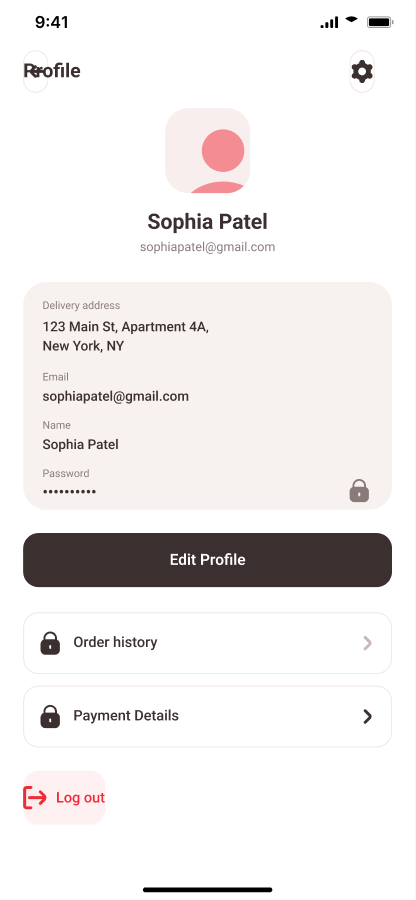 9:41
Profile
Sophia Patel
sophiapatel@gmail.com
Delivery address
123 Main St, Apartment 4A,
New York, NY
Email
sophiapatel@gmail.com
Name
Sophia Patel
Password
••••••••••
Edit Profile
Order history
Payment Details
Log out